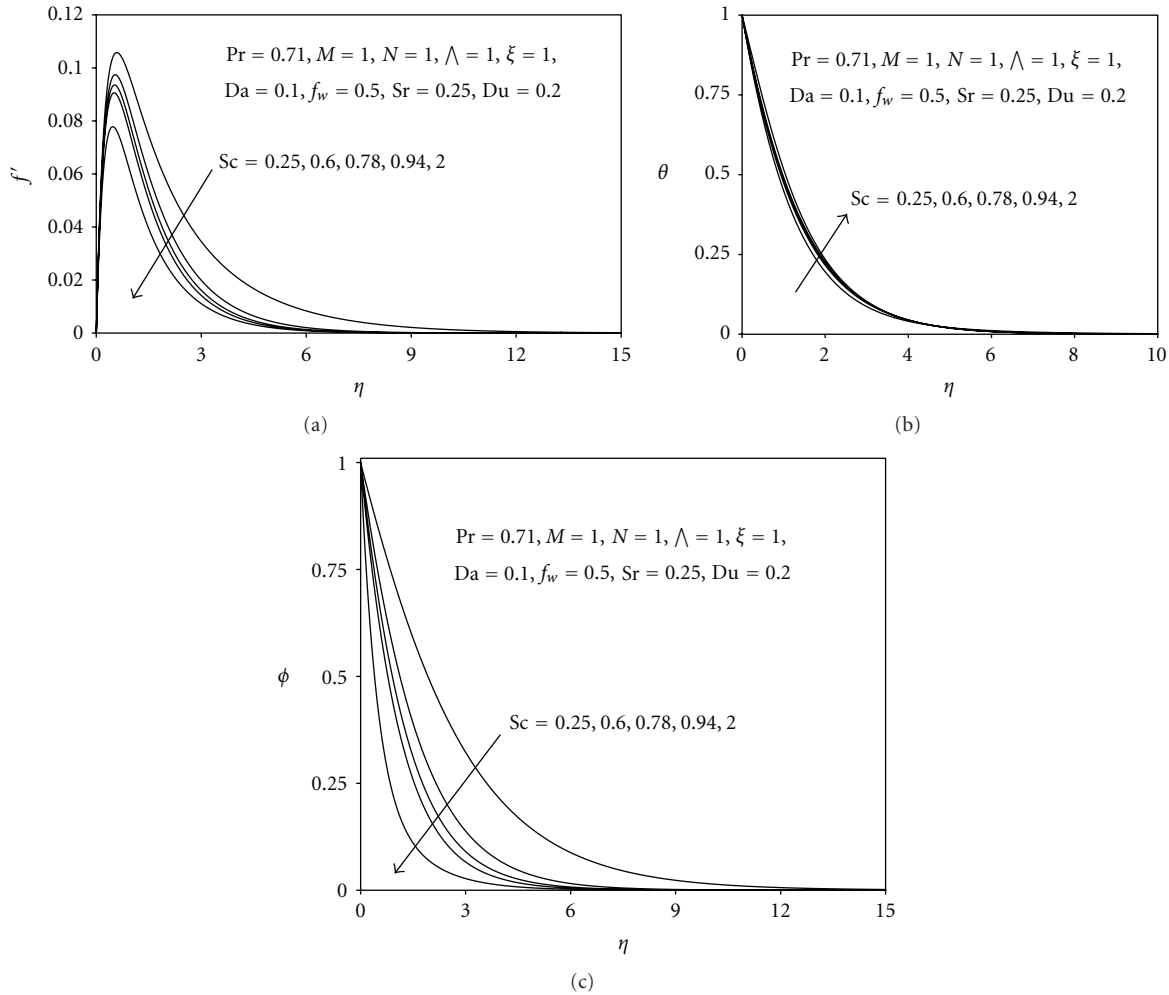 0.12
0.1
0.08
0.06
0.04
0.02
0
f′
0 3 6 9 12 15
η
Pr = 0.71, M = 1, N = 1, ⋀ = 1, ξ = 1,
Da = 0.1, f_w = 0.5, Sr = 0.25, Du = 0.2
Sc = 0.25, 0.6, 0.78, 0.94, 2
(a)
1
0.75
0.5
0.25
0
θ
0 2 4 6 8 10
η
Pr = 0.71, M = 1, N = 1, ⋀ = 1, ξ = 1,
Da = 0.1, f_w = 0.5, Sr = 0.25, Du = 0.2
Sc = 0.25, 0.6, 0.78, 0.94, 2
(b)
1
0.75
0.5
0.25
0
ϕ
0 3 6 9 12 15
η
Pr = 0.71, M = 1, N = 1, ⋀ = 1, ξ = 1,
Da = 0.1, f_w = 0.5, Sr = 0.25, Du = 0.2
Sc = 0.25, 0.6, 0.78, 0.94, 2
(c)